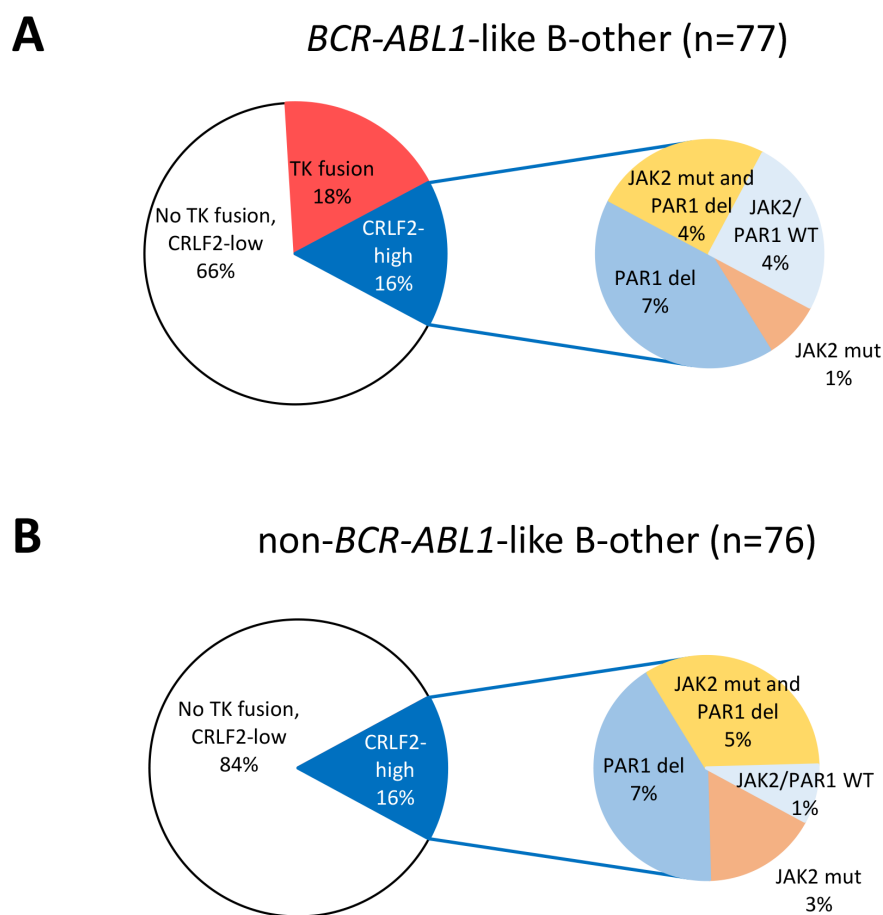 A
BCR-ABL1-like B-other (n=77)
TK fusion
18%
No TK fusion,
CRLF2-low
66%
CRLF2-
high
16%
JAK2 mut and
PAR1 del
4%
JAK2/
PAR1 WT
4%
PAR1 del
7%
JAK2 mut
1%
B
non-BCR-ABL1-like B-other (n=76)
No TK fusion,
CRLF2-low
84%
CRLF2-
high
16%
JAK2 mut and
PAR1 del
5%
PAR1 del
7%
JAK2/PAR1 WT
1%
JAK2 mut
3%